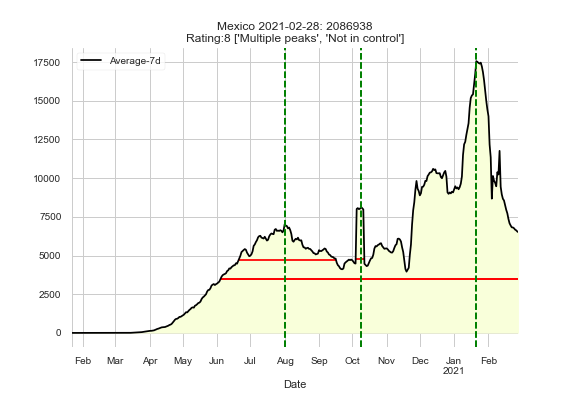 Mexico 2021-02-28: 2086938
Rating:8 ['Multiple peaks', 'Not in control']
Average-7d
17500
15000
12500
10000
7500
5000
2500
0
Feb Mar Apr May Jun Jul Aug Sep Oct Nov Dec Jan Feb
2021
Date